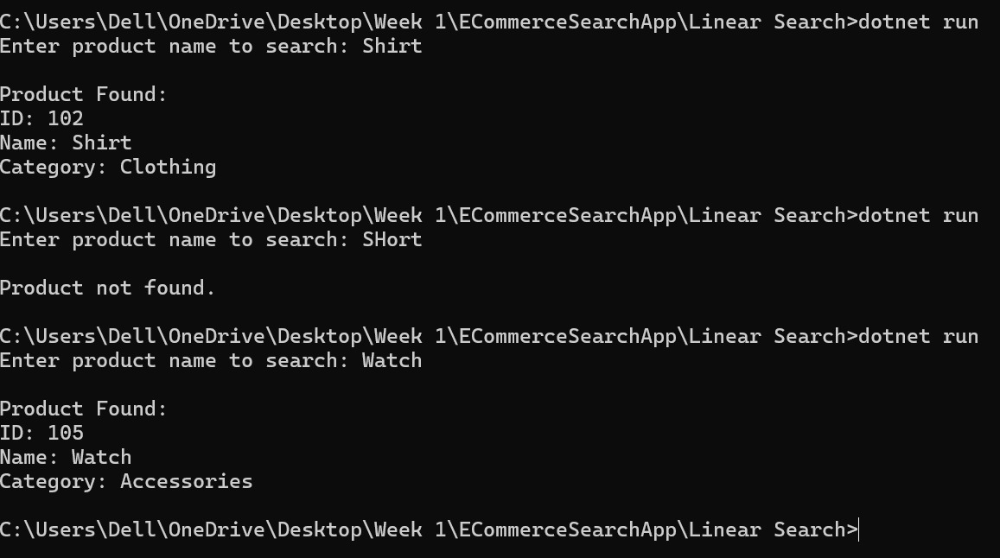 C:\Users\Dell\OneDrive\Desktop\Week 1\ECommerceSearchApp\Linear Search>dotnet run
Enter product name to search: Shirt
Product Found:
ID: 102
Name: Shirt
Category: Clothing
C:\Users\Dell\OneDrive\Desktop\Week 1\ECommerceSearchApp\Linear Search>dotnet run
Enter product name to search: SHort
Product not found.
C:\Users\Dell\OneDrive\Desktop\Week 1\ECommerceSearchApp\Linear Search>dotnet run
Enter product name to search: Watch
Product Found:
ID: 105
Name: Watch
Category: Accessories
C:\Users\Dell\OneDrive\Desktop\Week 1\ECommerceSearchApp\Linear Search>